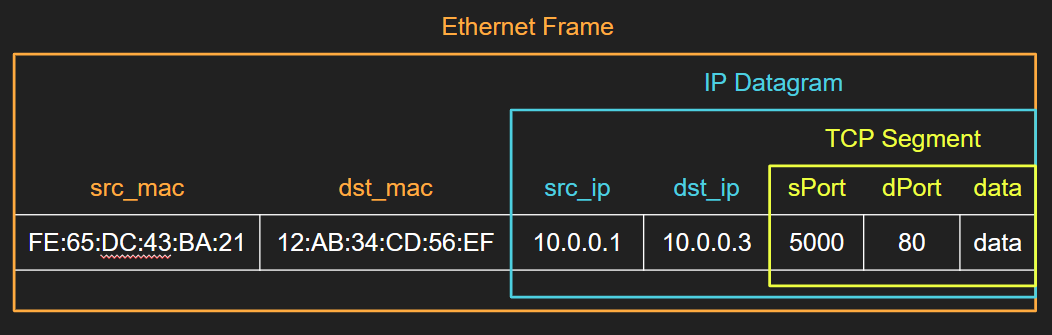 Ethernet Frame
IP Datagram
TCP Segment
src_mac dst_mac src_ip dst_ip sPort dPort data
FE:65:DC:43:BA:21 12:AB:34:CD:56:EF 10.0.0.1 10.0.0.3 5000 80 data